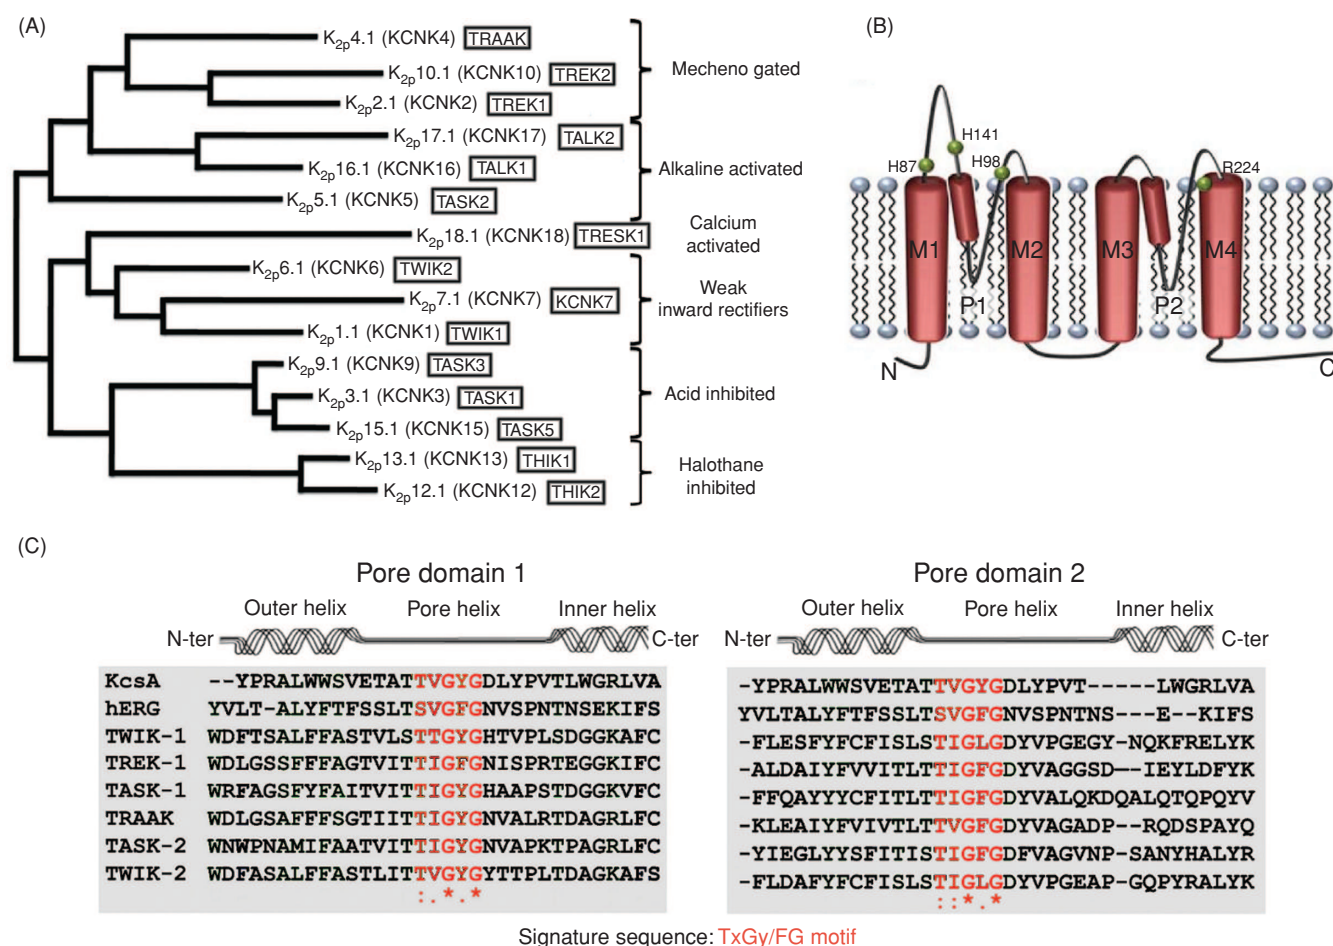 (A)
K2p4.1 (KCNK4) TRAAK
K2p10.1 (KCNK10) TREK2
K2p2.1 (KCNK2) TREK1
Mecheno gated
K2p17.1 (KCNK17) TALK2
K2p16.1 (KCNK16) TALK1
K2p5.1 (KCNK5) TASK2
Alkaline activated
K2p18.1 (KCNK18) TRESK1
Calcium
activated
K2p6.1 (KCNK6) TWIK2
K2p7.1 (KCNK7) KCNK7
K2p1.1 (KCNK1) TWIK1
Weak
inward rectifiers
K2p9.1 (KCNK9) TASK3
K2p3.1 (KCNK3) TASK1
K2p15.1 (KCNK15) TASK5
Acid inhibited
K2p13.1 (KCNK13) THIK1
K2p12.1 (KCNK12) THIK2
Halothane
inhibited
(B)
H141
H87
H98
R224
M1
M2
M3
M4
P1
P2
N
C
(C)
Pore domain 1
Outer helix Pore helix Inner helix
N-ter C-ter
KcsA --YPRALWWSVETATTVGYGDLYPVTLWGRLVA
hERG YVLT-ALYFTFSSLTSVGFGNVSPNTNSEKIFS
TWIK-1 WDFTSALFFASTVLSTTGYGHTVPLSDGGKAFC
TREK-1 WDLGSSFFFAGTVITTIGFGNISPRTEGGKIFC
TASK-1 WRFAGSFYFAITVITTIGYGHAAPSTDGGKVFC
TRAAK WDLGSAFFFSGTIITTIGYGNVALRTDAGRLFC
TASK-2 WNWPNAMIFAATVITTIGYGNVAPKTPAGRLFC
TWIK-2 WDFASALFFASTLITTVGYGYTTPLTDAGKAFS
:.*.*
Pore domain 2
Outer helix Pore helix Inner helix
N-ter C-ter
-YPRALWWSVETATTVGYGDLYPVT-----LWGRLVA
YVLTALYFTFSSLTSVGFGNVSPNTNS---E--KIFS
-FLESFYFCFISLSTIGLGDYVPGEGY-NQKFRELYK
-ALDAIYFVVITLTTIGFGDYVAGGSD--IEYLDFYK
-FFQAYYYCFITLTTIGFGDYVALQKDQALQTQPQYV
-KLEAIYFVIVTLTTVGFGDYVAGADP--RQDSPAYQ
-YIEGLYYSFITISTIGFGDFVAGVNP-SANYHALYR
-FLDAFYFCFISLSTIGLGDYVPGEAP-GQPYRALYK
::*.*
Signature sequence: TxGy/FG motif